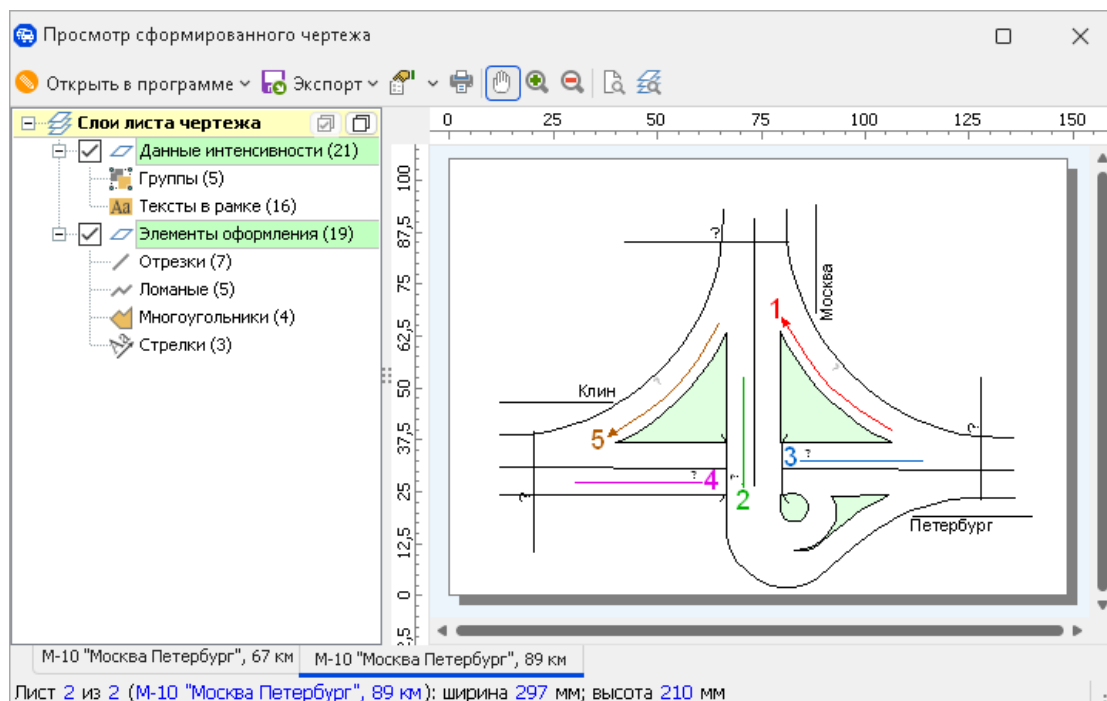 Просмотр сформированного чертежа
Открыть в программе Экспорт
Слои листа чертежа
Данные интенсивности (21)
Группы (5)
Aa Тексты в рамке (16)
Элементы оформления (19)
Отрезки (7)
Ломаные (5)
Многоугольники (4)
Aa Стрелки (3)
0 25 50 75 100 125 150
100
87,5
75
62,5
50
37,5
25
12,5
0
?
Москва
1
?
?
Клин
5
?
3 ?
? 4 ?
2
?
Петербург
М-10 "Москва Петербург", 67 км
М-10 "Москва Петербург", 89 км
Лист 2 из 2 (М-10 "Москва Петербург", 89 км): ширина 297 мм; высота 210 мм